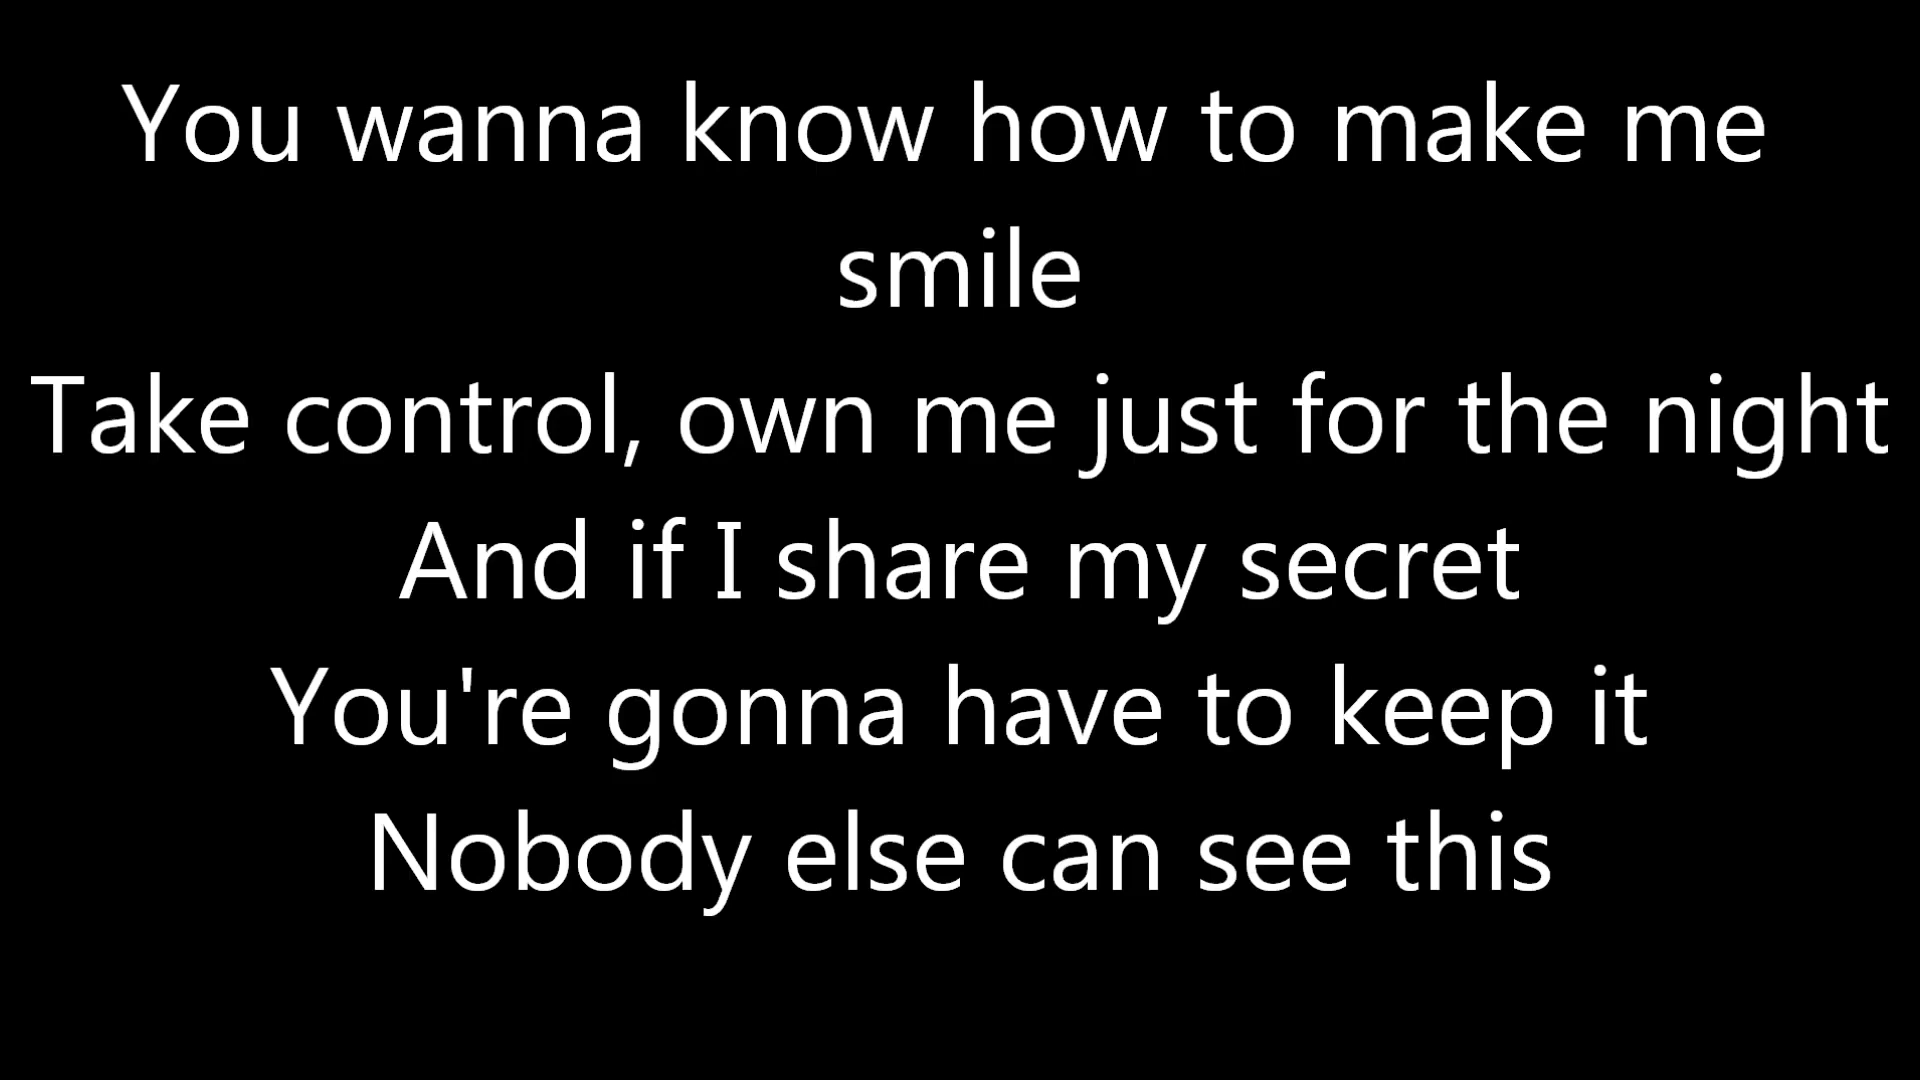 You wanna know how to make me
smile
Take control, own me just for the night
And if I share my secret
You're gonna have to keep it
Nobody else can see this